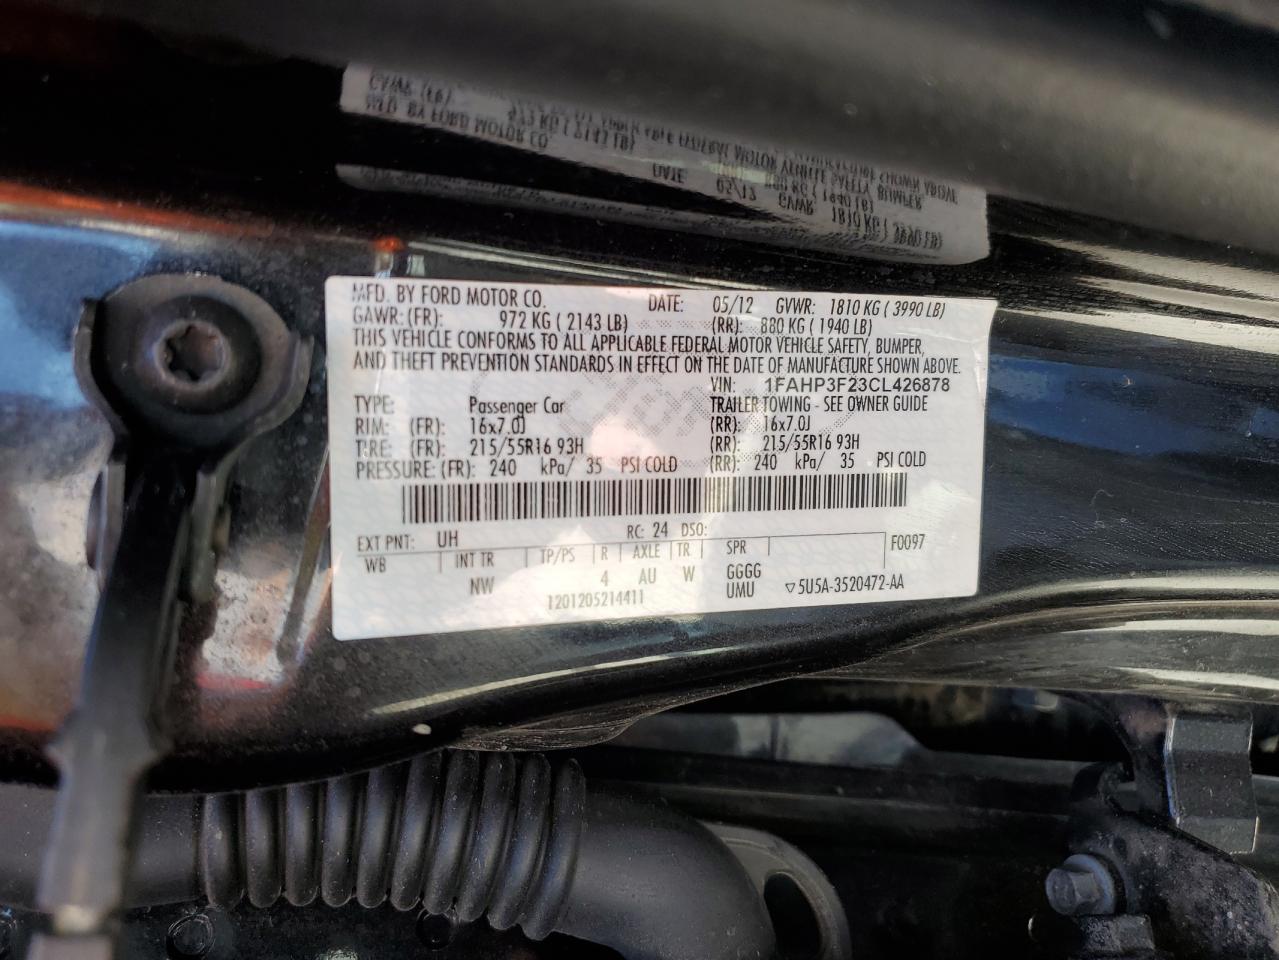 MFD. BY FORD MOTOR CO. DATE: 05/12 GVWR: 1810 KG ( 3990 LB)
GAWR: (FR): 972 KG ( 2143 LB) (RR): 880 KG ( 1940 LB)
THIS VEHICLE CONFORMS TO ALL APPLICABLE FEDERAL MOTOR VEHICLE SAFETY, BUMPER,
AND THEFT PREVENTION STANDARDS IN EFFECT ON THE DATE OF MANUFACTURE SHOWN ABOVE.
VIN: 1FAHP3F23CL426878
TYPE: Passenger Car TRAILER TOWING - SEE OWNER GUIDE
RIM: (FR): 16x7.0J (RR): 16x7.0J
TIRE: (FR): 215/55R16 93H (RR): 215/55R16 93H
PRESSURE: (FR): 240 kPa/ 35 PSI COLD (RR): 240 kPa/ 35 PSI COLD
EXT PNT: UH RC: 24 DSO: F0097
WB INT TR TP/PS R AXLE TR SPR
NW 4 AU W GGGG
1201205214411 UMU ▽5U5A-3520472-AA